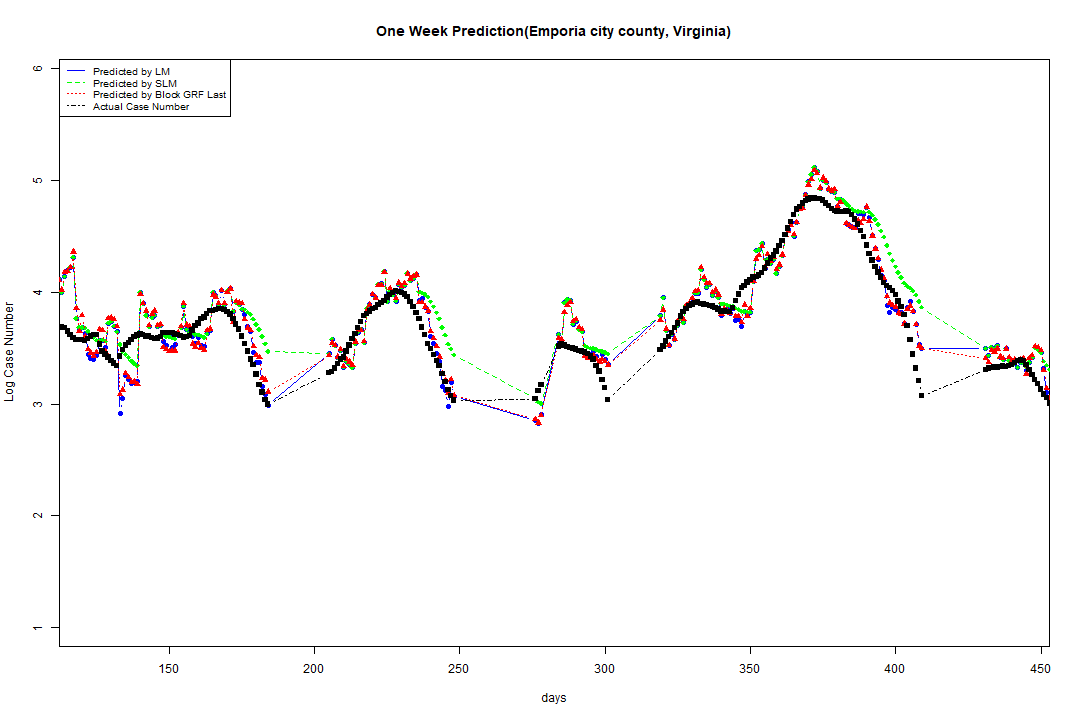 One Week Prediction(Emporia city county, Virginia)
Predicted by LM
Predicted by SLM
Predicted by Block GRF Last
Actual Case Number
6
5
4
3
2
1
Log Case Number
150 200 250 300 350 400 450
days